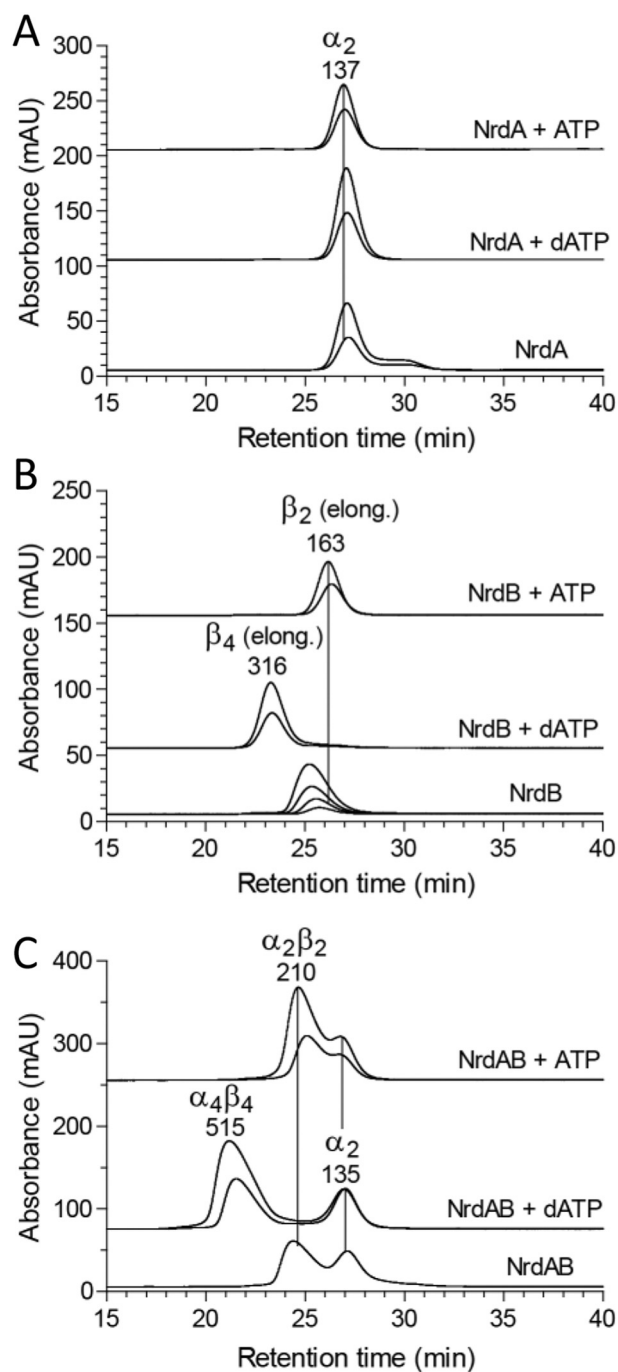 A
α2
137
300
250
200
150
100
50
0
Absorbance (mAU)
NrdA + ATP
NrdA + dATP
NrdA
15 20 25 30 35 40
Retention time (min)
B
β2 (elong.)
163
β4 (elong.)
316
250
200
150
100
50
0
Absorbance (mAU)
NrdB + ATP
NrdB + dATP
NrdB
15 20 25 30 35 40
Retention time (min)
C
α2β2
210
α4β4
515
α2
135
400
300
200
100
0
Absorbance (mAU)
NrdAB + ATP
NrdAB + dATP
NrdAB
15 20 25 30 35 40
Retention time (min)